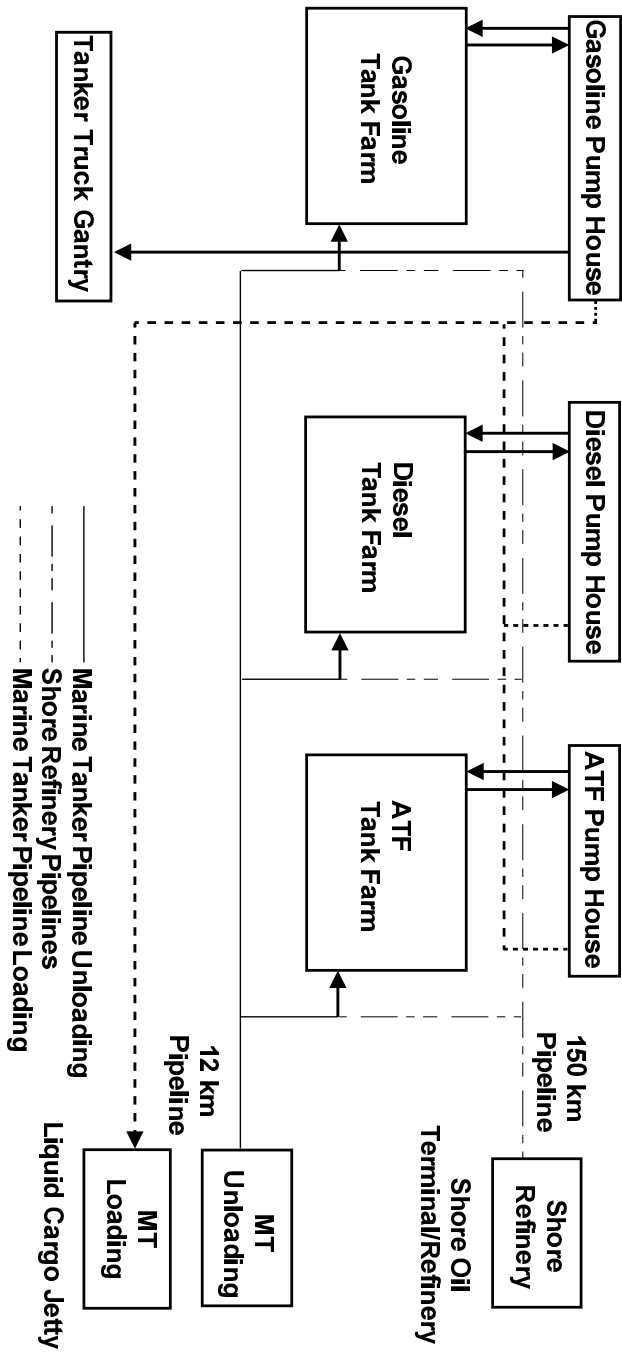 Gasoline Pump House
Diesel Pump House
ATF Pump House
150 km
Pipeline
Shore
Refinery
Shore Oil
Terminal/Refinery
Gasoline
Tank Farm
Diesel
Tank Farm
ATF
Tank Farm
12 km
Pipeline
MT
Unloading
MT
Loading
Liquid Cargo Jetty
Tanker Truck Gantry
Marine Tanker Pipeline Unloading
Shore Refinery Pipelines
Marine Tanker Pipeline Loading